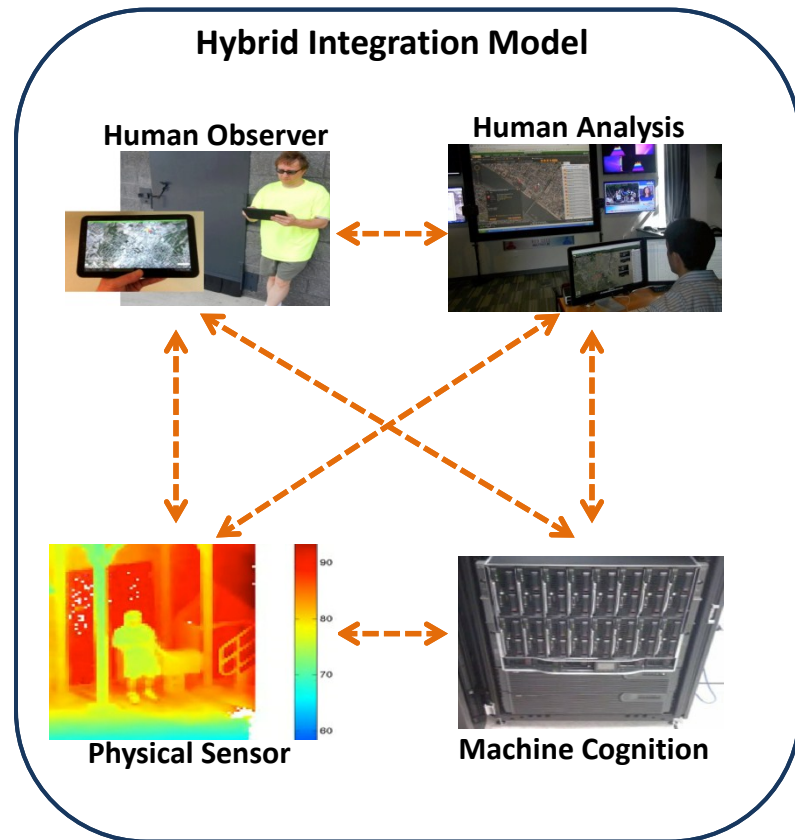 Hybrid Integration Model
Human Observer
Human Analysis
90
80
70
60
Physical Sensor
Machine Cognition